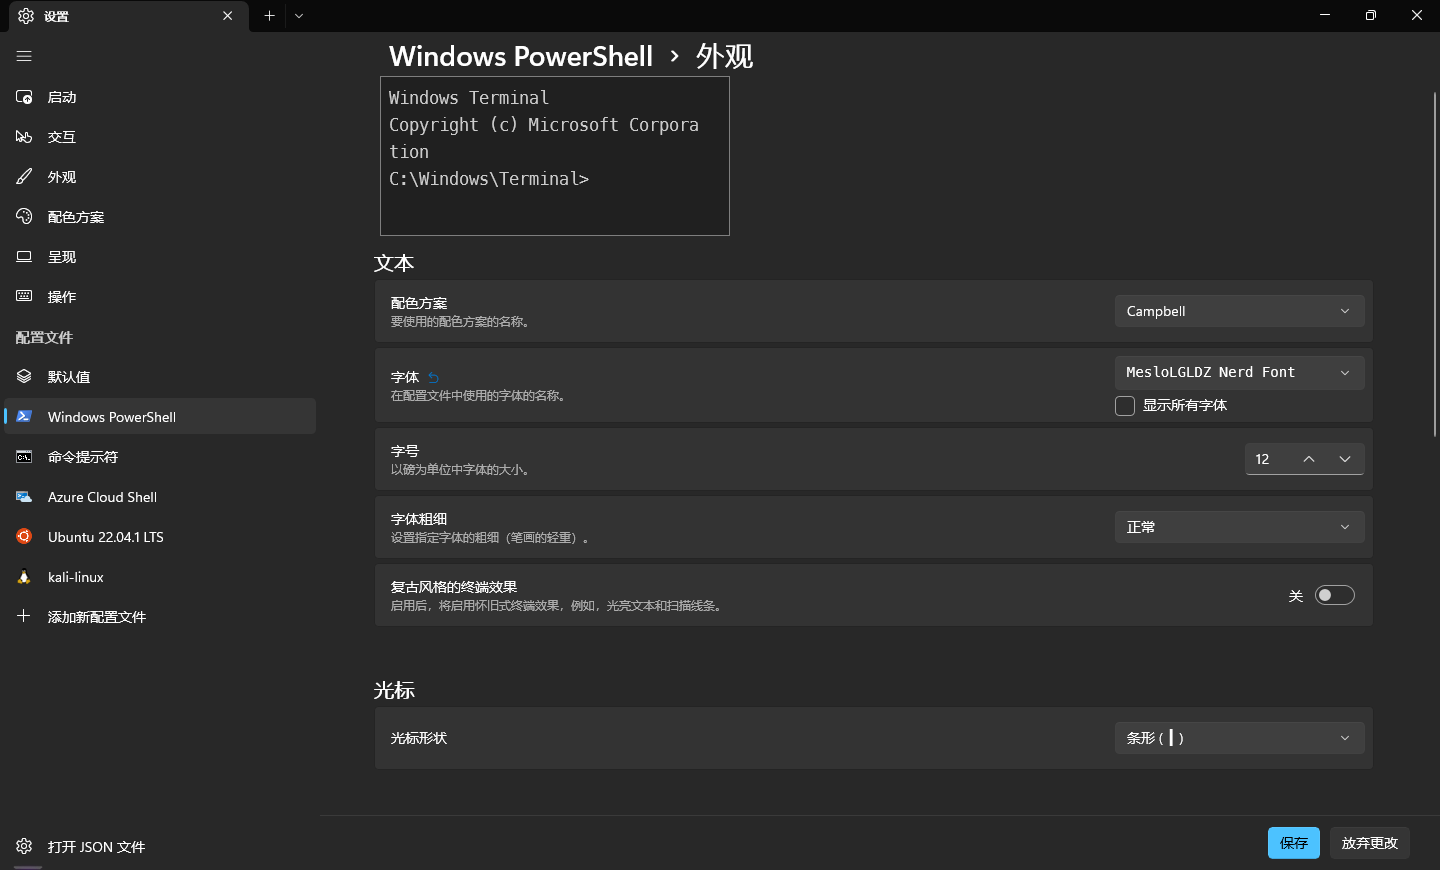 设置
启动
交互
外观
配色方案
呈现
操作
配置文件
默认值
Windows PowerShell
命令提示符
Azure Cloud Shell
Ubuntu 22.04.1 LTS
kali-linux
添加新配置文件
打开 JSON 文件
Windows PowerShell › 外观
Windows Terminal
Copyright (c) Microsoft Corpora
tion
C:\Windows\Terminal>
文本
配色方案
要使用的配色方案的名称。
Campbell
字体
在配置文件中使用的字体的名称。
MesloLGLDZ Nerd Font
显示所有字体
字号
以磅为单位中字体的大小。
12
字体粗细
设置指定字体的粗细（笔画的轻重）。
正常
复古风格的终端效果
启用后，将启用怀旧式终端效果，例如，光亮文本和扫描线条。
关
光标
光标形状
条形 ( ┃ )
保存
放弃更改